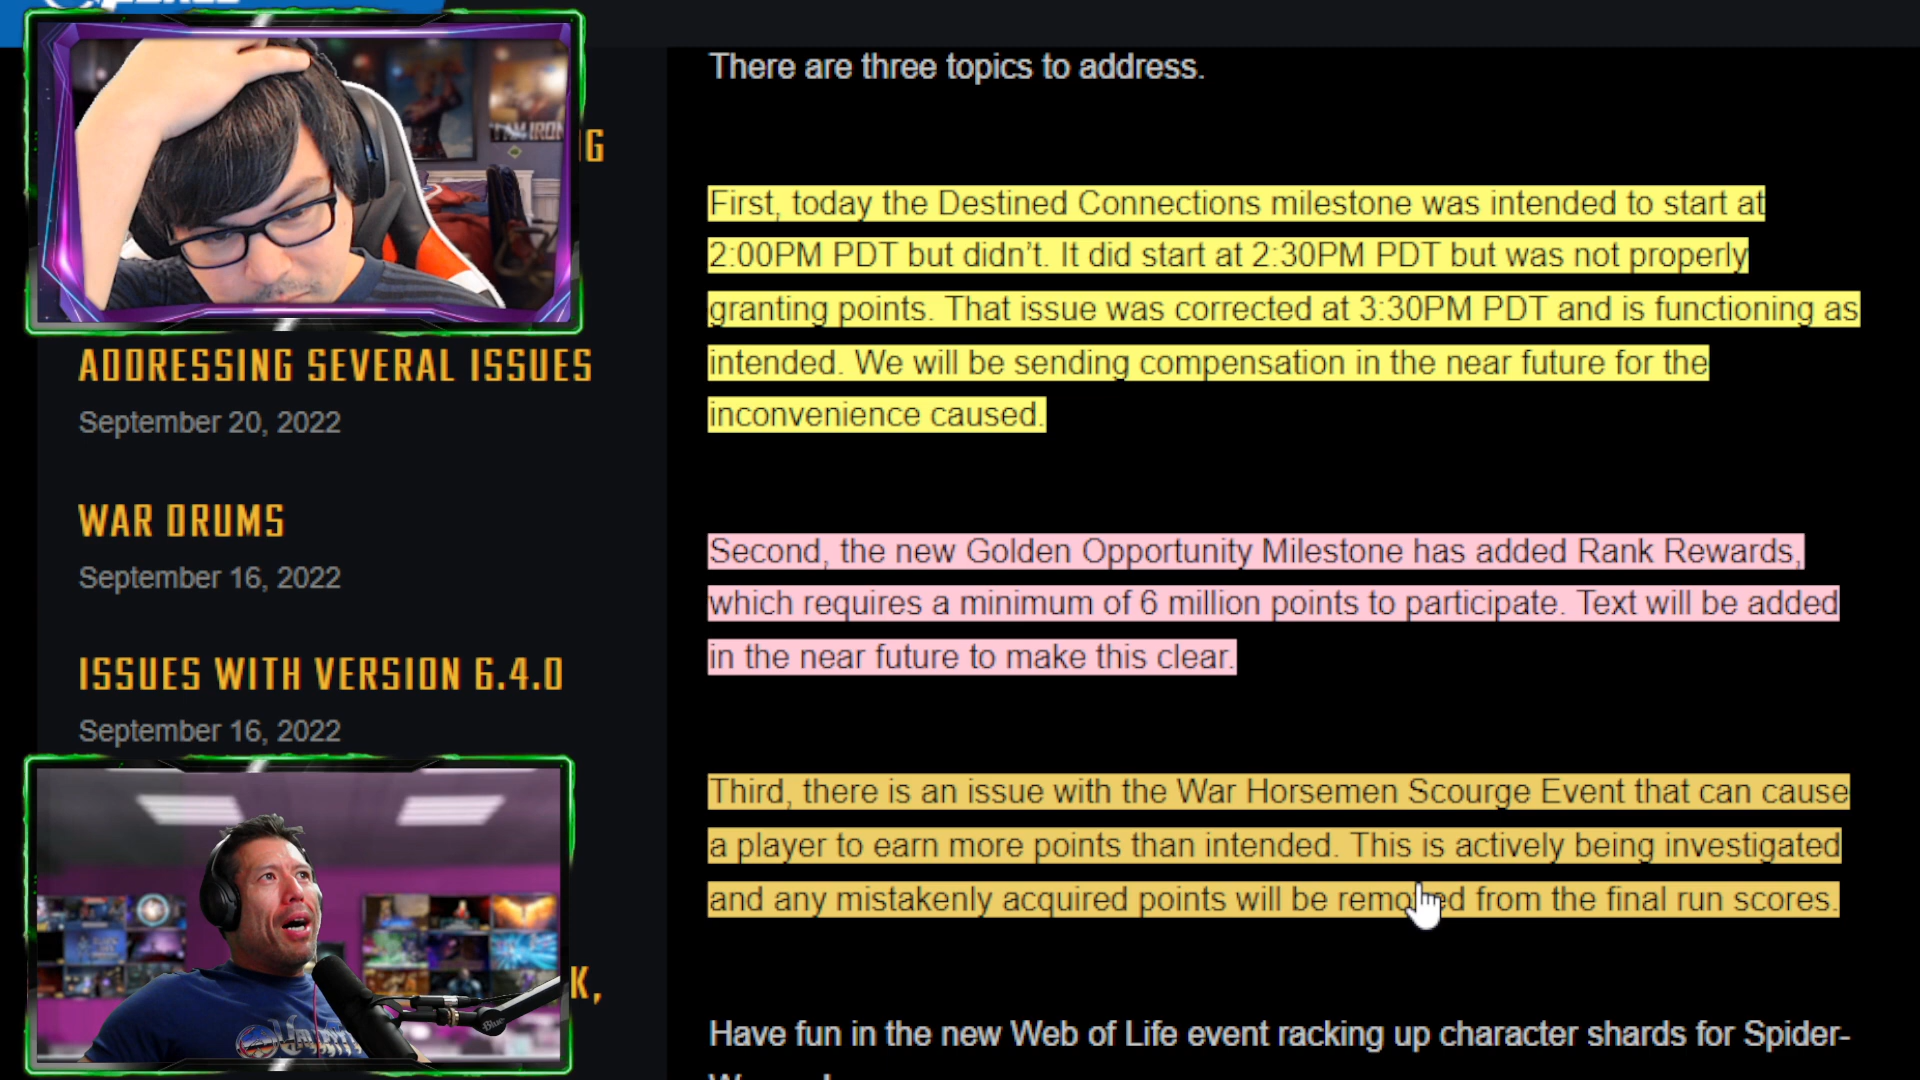 There are three topics to address.
First, today the Destined Connections milestone was intended to start at
2:00PM PDT but didn't. It did start at 2:30PM PDT but was not properly
granting points. That issue was corrected at 3:30PM PDT and is functioning as
intended. We will be sending compensation in the near future for the
inconvenience caused.
Second, the new Golden Opportunity Milestone has added Rank Rewards,
which requires a minimum of 6 million points to participate. Text will be added
in the near future to make this clear.
Third, there is an issue with the War Horsemen Scourge Event that can cause
a player to earn more points than intended. This is actively being investigated
and any mistakenly acquired points will be removed from the final run scores.
Have fun in the new Web of Life event racking up character shards for Spider-
G
ADDRESSING SEVERAL ISSUES
September 20, 2022
WAR DRUMS
September 16, 2022
ISSUES WITH VERSION 6.4.0
September 16, 2022
K,
I AM IRON
Blue